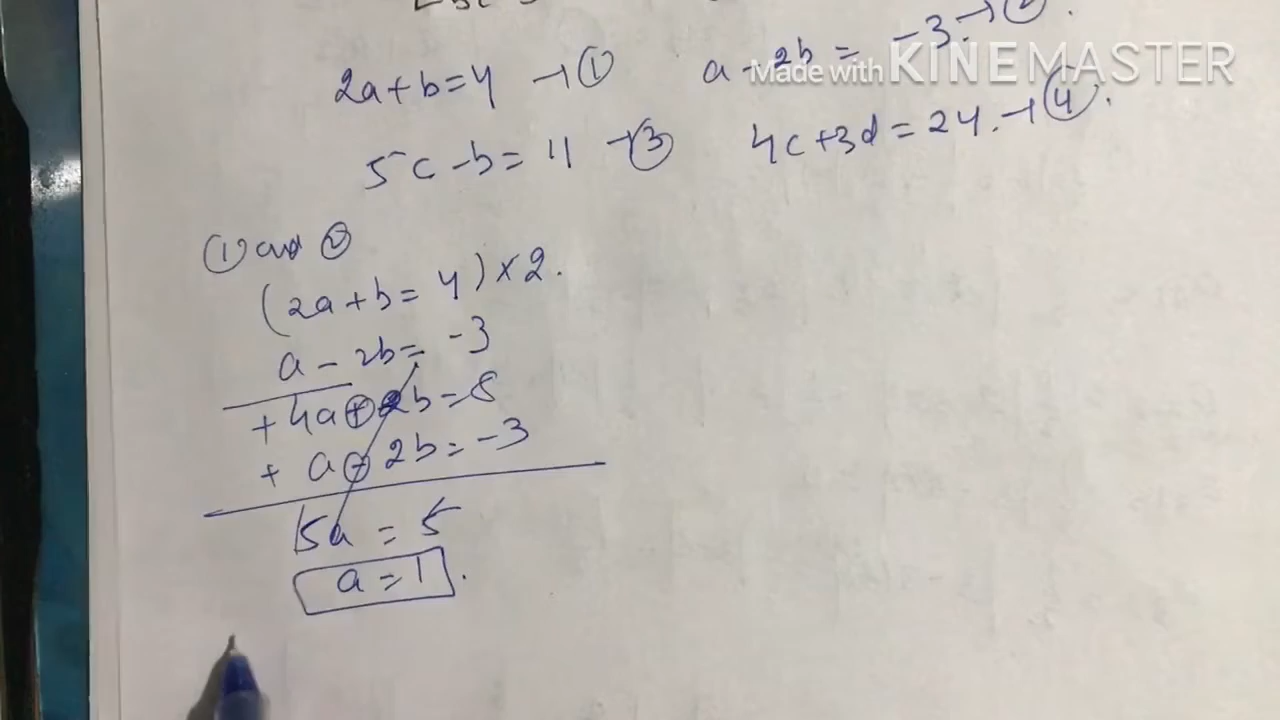 2a+b=4 → ① a-2b = -3. → ②.
Made with KINEMASTER
5c-b=11 → ③ 4c+3d=24. → ④.
① and ②
(2a+b=4)×2.
a-2b=-3
+4a+2b=8
+a-2b=-3
5a=5
a=1.